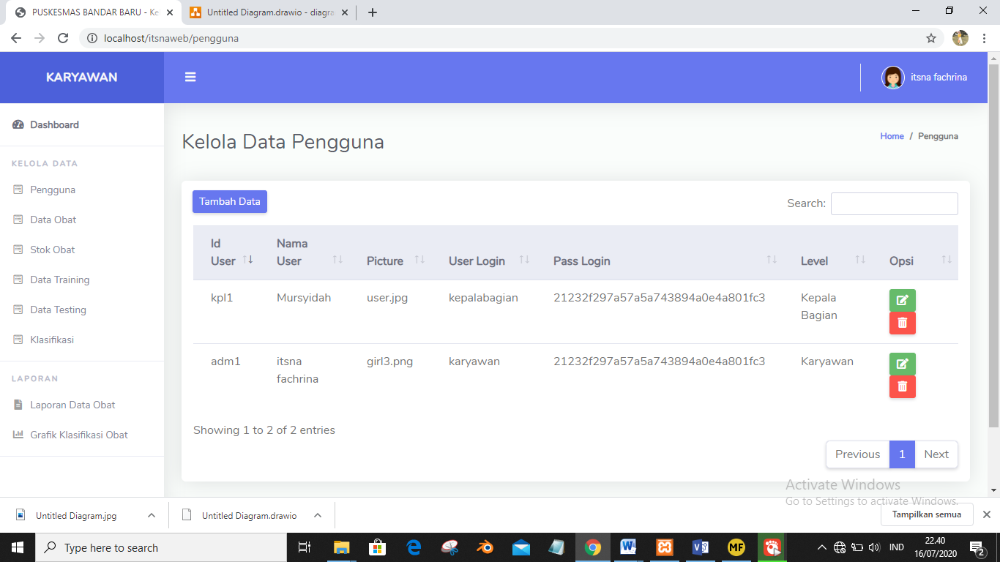 PUSKESMAS BANDAR BARU - Ke
Untitled Diagram.drawio - diagra
localhost/itsnaweb/pengguna
KARYAWAN
itsna fachrina
Dashboard
KELOLA DATA
Pengguna
Data Obat
Stok Obat
Data Training
Data Testing
Klasifikasi
LAPORAN
Laporan Data Obat
Grafik Klasifikasi Obat
Kelola Data Pengguna
Home / Pengguna
Tambah Data
Search:
Id User Nama User Picture User Login Pass Login Level Opsi
kpl1 Mursyidah user.jpg kepalabagian 21232f297a57a5a743894a0e4a801fc3 Kepala Bagian
adm1 itsna fachrina girl3.png karyawan 21232f297a57a5a743894a0e4a801fc3 Karyawan
Showing 1 to 2 of 2 entries
Previous 1 Next
Activate Windows
Go to Settings to activate Windows.
Untitled Diagram.jpg
Untitled Diagram.drawio
Tampilkan semua
Type here to search
MF
IND
22.40
16/07/2020
2